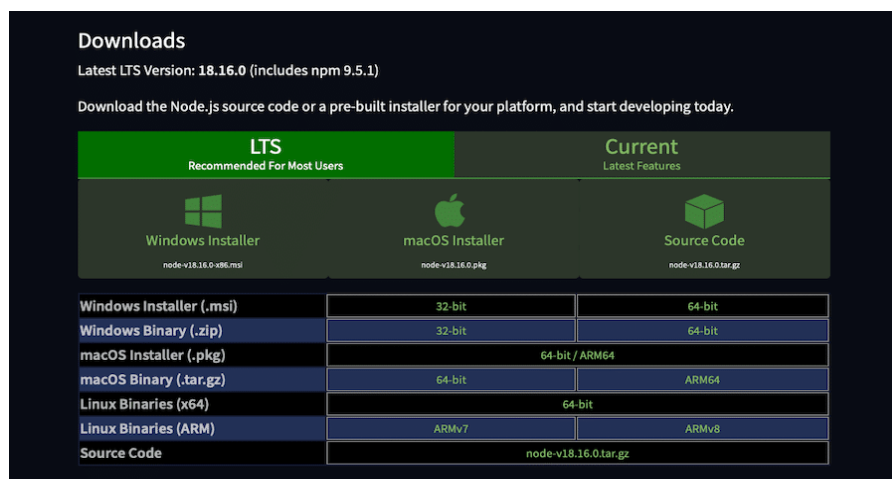 Downloads
Latest LTS Version: 18.16.0 (includes npm 9.5.1)
Download the Node.js source code or a pre-built installer for your platform, and start developing today.
LTS
Recommended For Most Users
Current
Latest Features
Windows Installer
node-v18.16.0-x86.msi
macOS Installer
node-v18.16.0.pkg
Source Code
node-v18.16.0.tar.gz
Windows Installer (.msi) 32-bit 64-bit
Windows Binary (.zip) 32-bit 64-bit
macOS Installer (.pkg) 64-bit / ARM64
macOS Binary (.tar.gz) 64-bit ARM64
Linux Binaries (x64) 64-bit
Linux Binaries (ARM) ARMv7 ARMv8
Source Code node-v18.16.0.tar.gz